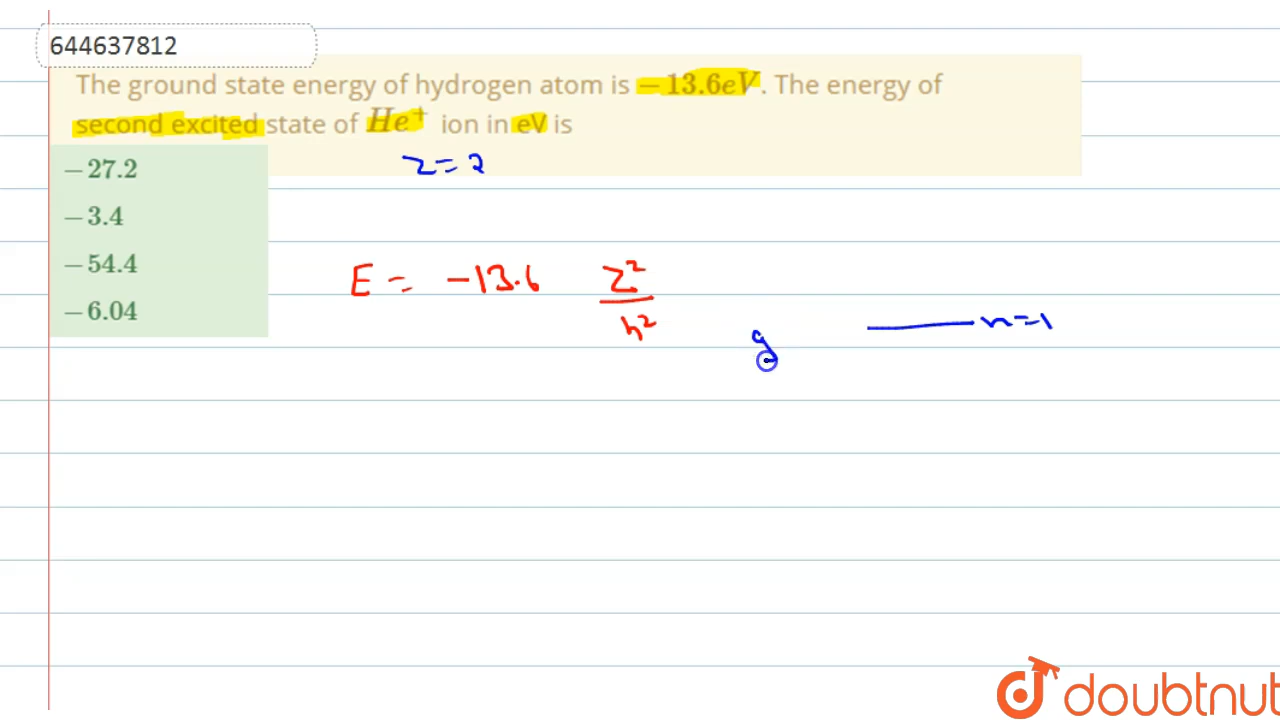 644637812
The ground state energy of hydrogen atom is −13.6eV. The energy of
second excited state of He⁺ ion in eV is
z=2
−27.2
−3.4
−54.4
−6.04
E = −13.6 Z²/n²
n=1
g
doubtnut